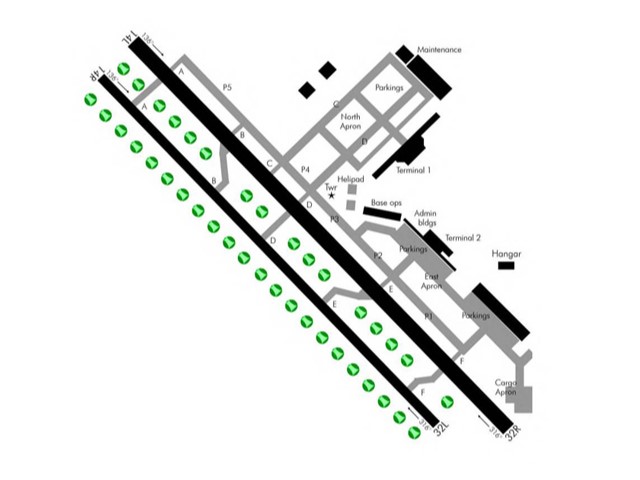 14L
136°
14R
136°
Maintenance
A
P5
Parkings
A
C
North
Apron
B
D
C
P4
Terminal 1
B
Helipad
Twr
D
P3
Base ops
Admin
bldgs
D
Parkings
Terminal 2
P2
Hangar
East
Apron
E
E
P1
Parkings
F
F
Cargo
Apron
316°
32L
316°
32R